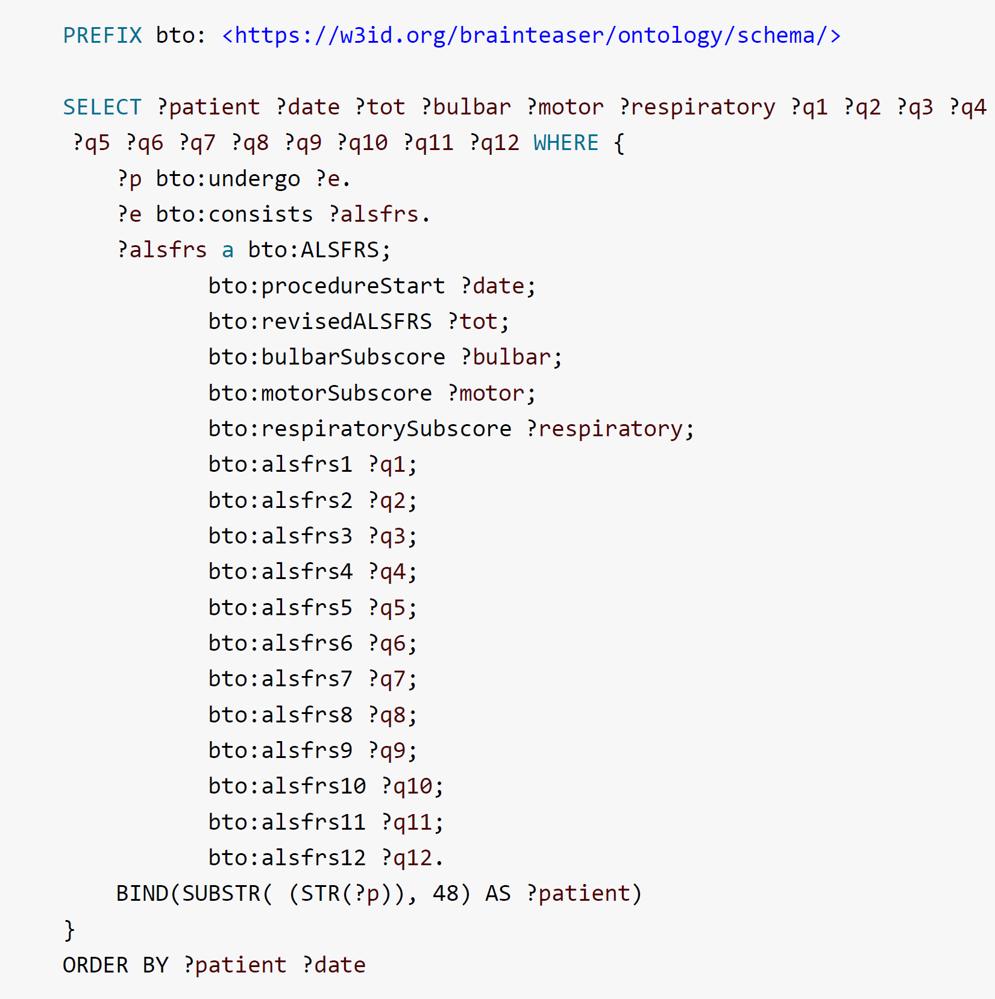 PREFIX bto: <https://w3id.org/brainteaser/ontology/schema/>
SELECT ?patient ?date ?tot ?bulbar ?motor ?respiratory ?q1 ?q2 ?q3 ?q4
?q5 ?q6 ?q7 ?q8 ?q9 ?q10 ?q11 ?q12 WHERE {
?p bto:undergo ?e.
?e bto:consists ?alsfrs.
?alsfrs a bto:ALSFRS;
bto:procedureStart ?date;
bto:revisedALSFRS ?tot;
bto:bulbarSubscore ?bulbar;
bto:motorSubscore ?motor;
bto:respiratorySubscore ?respiratory;
bto:alsfrs1 ?q1;
bto:alsfrs2 ?q2;
bto:alsfrs3 ?q3;
bto:alsfrs4 ?q4;
bto:alsfrs5 ?q5;
bto:alsfrs6 ?q6;
bto:alsfrs7 ?q7;
bto:alsfrs8 ?q8;
bto:alsfrs9 ?q9;
bto:alsfrs10 ?q10;
bto:alsfrs11 ?q11;
bto:alsfrs12 ?q12.
BIND(SUBSTR( (STR(?p)), 48) AS ?patient)
}
ORDER BY ?patient ?date